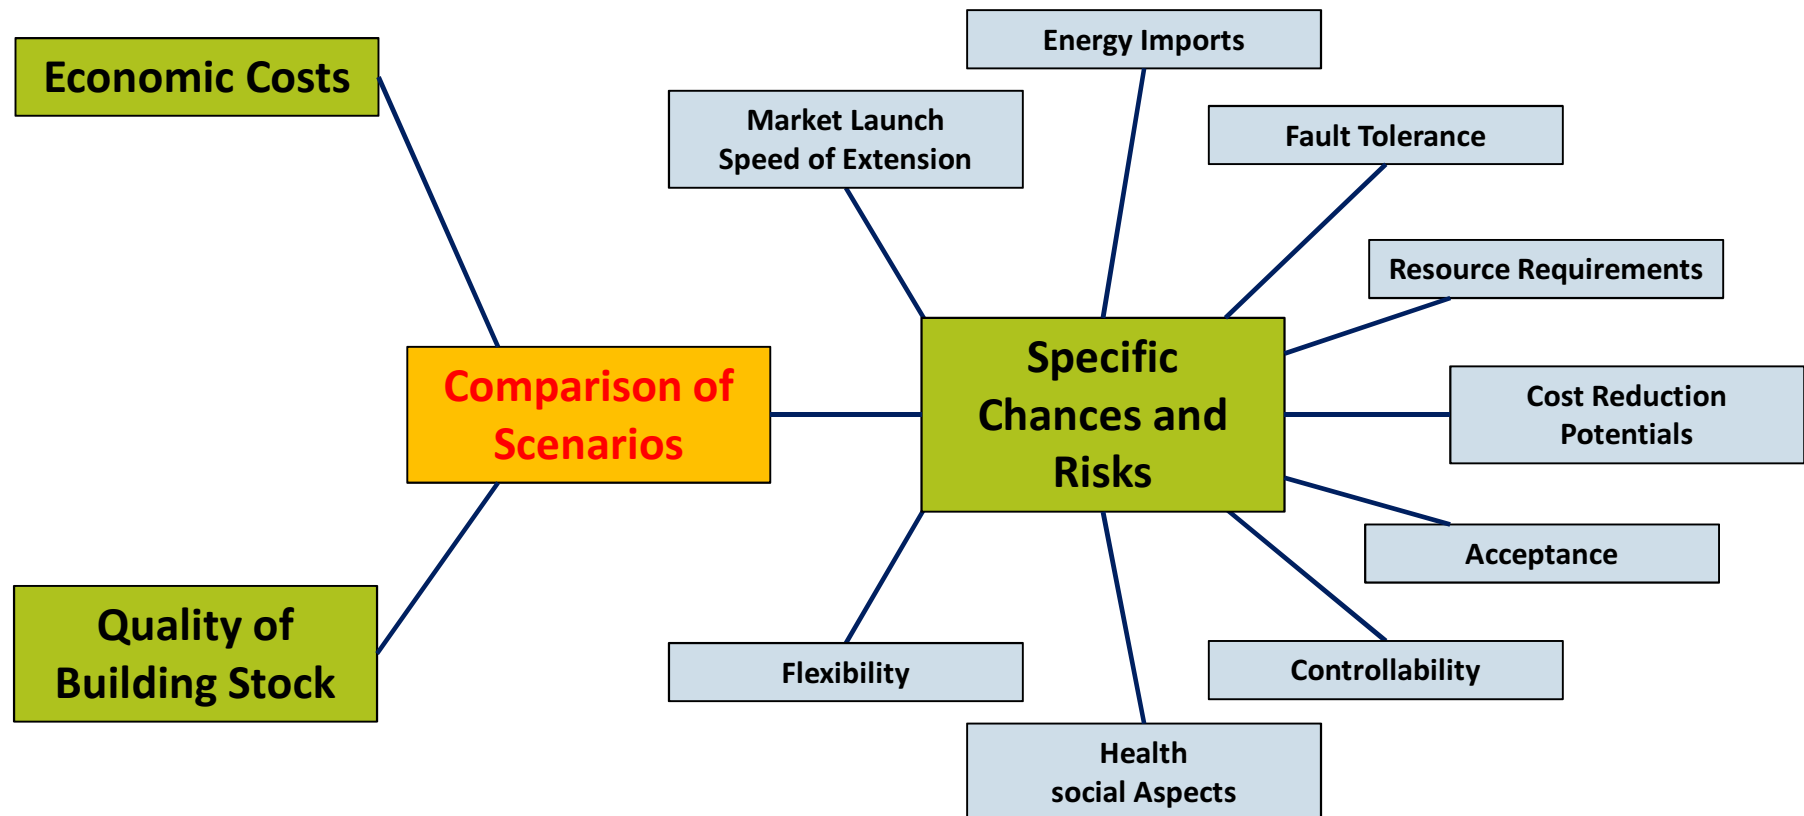 Economic Costs
Quality of
Building Stock
Comparison of
Scenarios
Specific
Chances and
Risks
Market Launch
Speed of Extension
Energy Imports
Fault Tolerance
Resource Requirements
Cost Reduction
Potentials
Acceptance
Controllability
Health
social Aspects
Flexibility